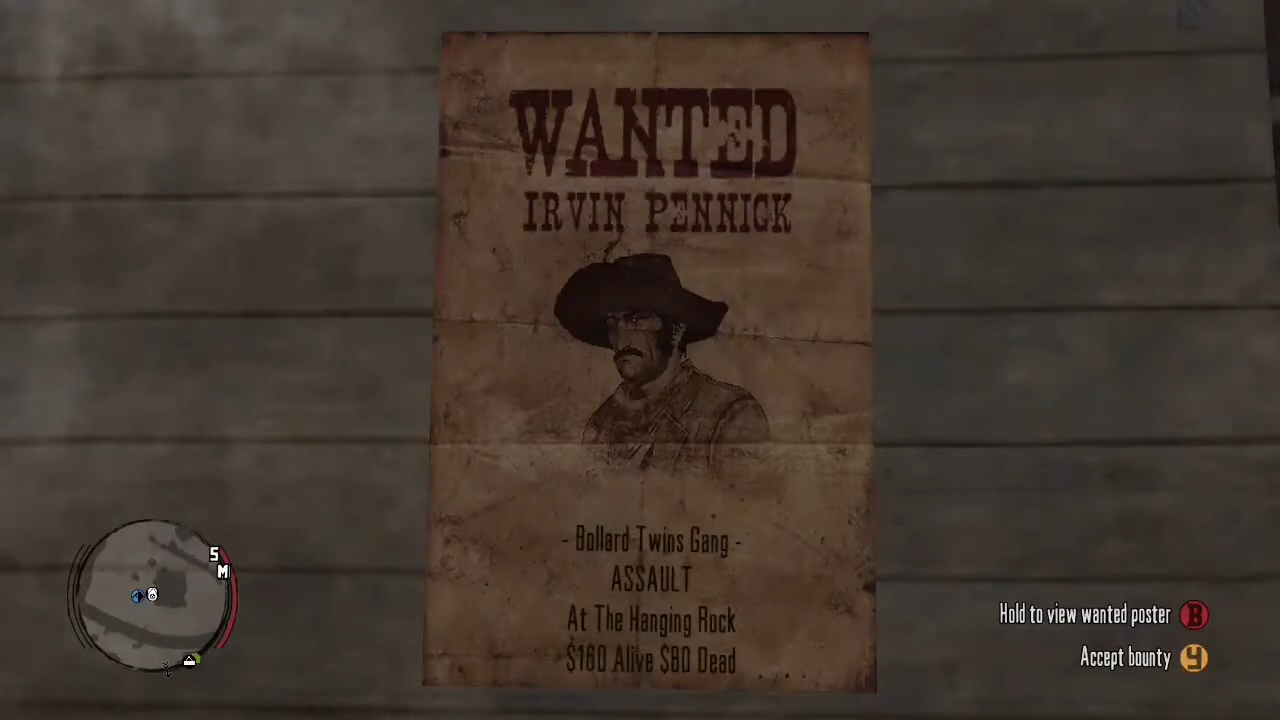 WANTED
IRVIN PENNICK
- Bollard Twins Gang -
ASSAULT
At The Hanging Rock
$160 Alive $80 Dead
S
M
Hold to view wanted poster B
Accept bounty Y